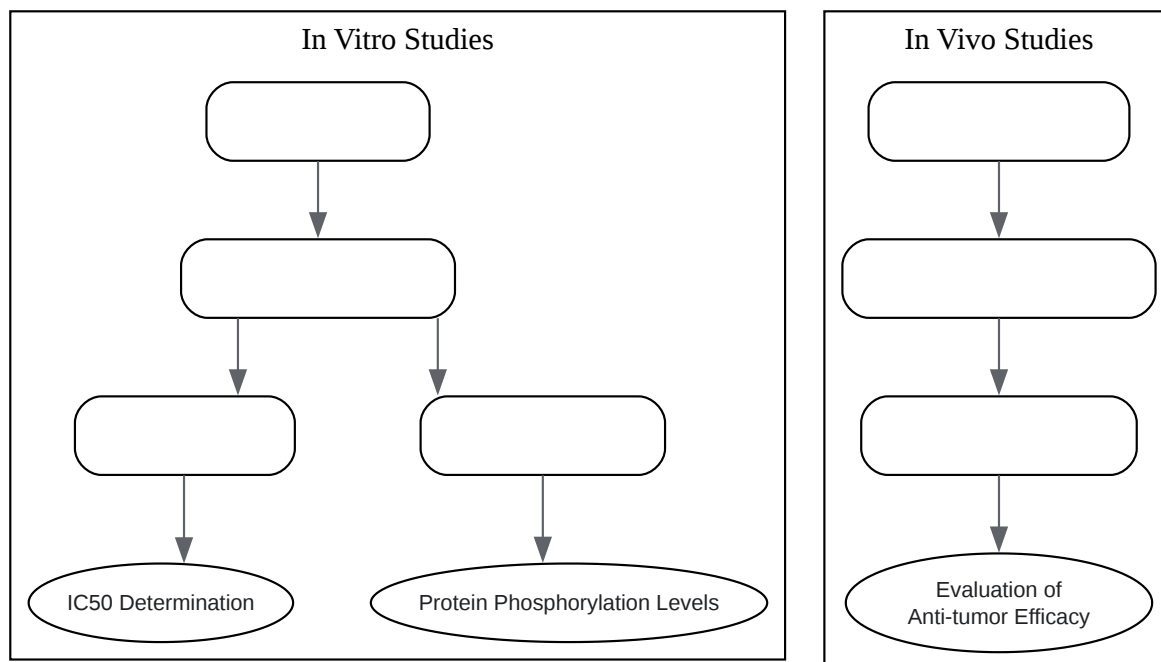 In Vitro Studies
In Vivo Studies
IC50 Determination
Protein Phosphorylation Levels
Evaluation of
Anti-tumor Efficacy